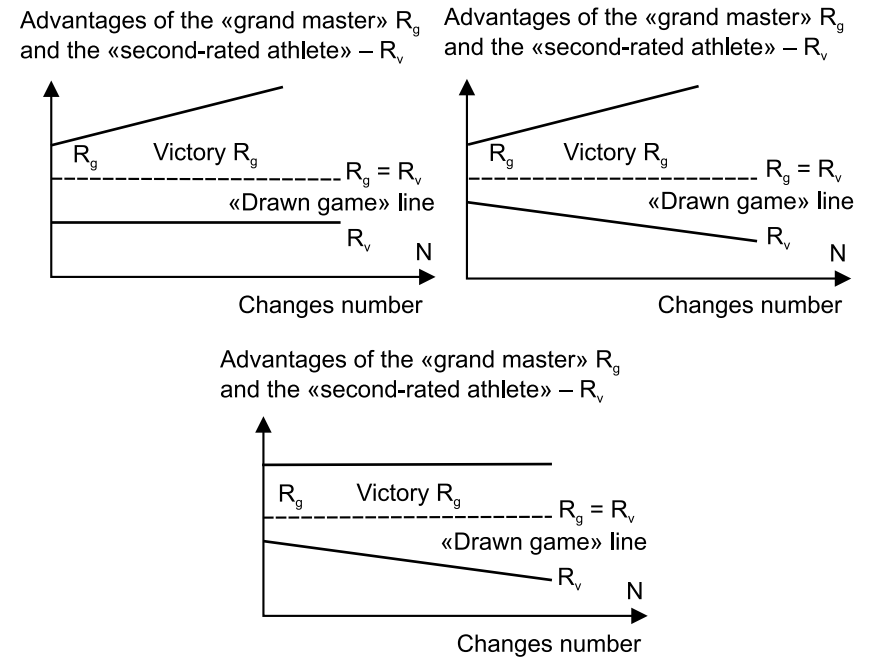 Advantages of the «grand master» Rg
and the «second-rated athlete» – Rv
Rg
Victory Rg
Rg = Rv
«Drawn game» line
Rv
N
Changes number
Advantages of the «grand master» Rg
and the «second-rated athlete» – Rv
Rg
Victory Rg
Rg = Rv
«Drawn game» line
Rv
N
Changes number
Advantages of the «grand master» Rg
and the «second-rated athlete» – Rv
Rg
Victory Rg
Rg = Rv
«Drawn game» line
Rv
N
Changes number